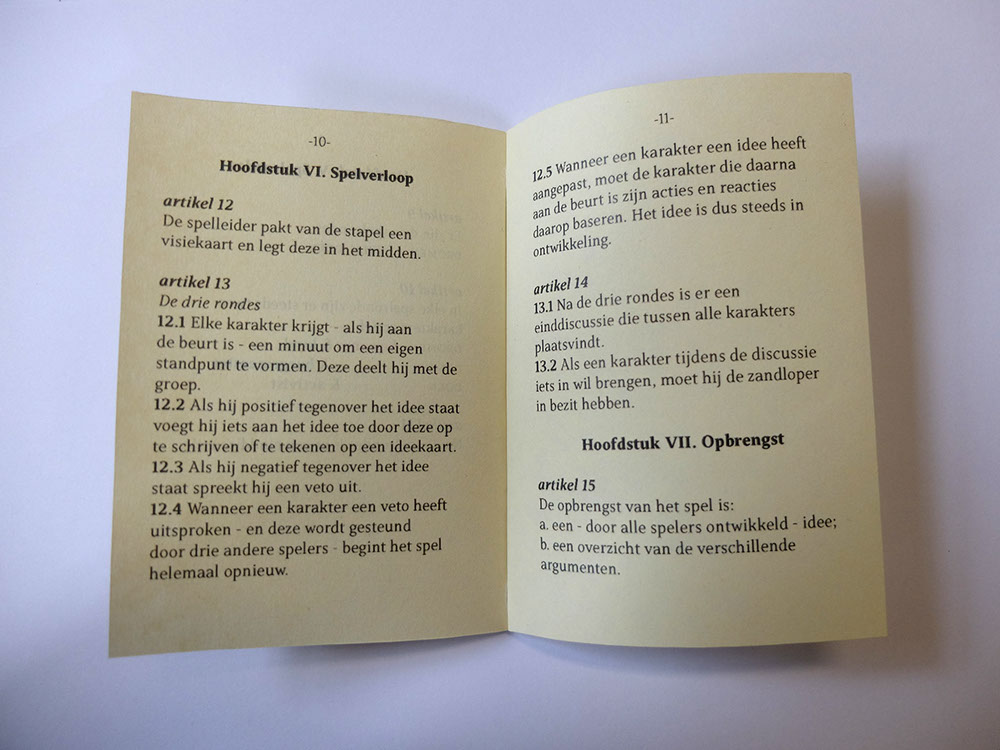 -10-
Hoofdstuk VI. Spelverloop
artikel 12
De spelleider pakt van de stapel een
visiekaart en legt deze in het midden.
artikel 13
De drie rondes
12.1 Elke karakter krijgt - als hij aan
de beurt is - een minuut om een eigen
standpunt te vormen. Deze deelt hij met de
groep.
12.2 Als hij positief tegenover het idee staat
voegt hij iets aan het idee toe door deze op
te schrijven of te tekenen op een ideekaart.
12.3 Als hij negatief tegenover het idee
staat spreekt hij een veto uit.
12.4 Wanneer een karakter een veto heeft
uitsproken - en deze wordt gesteund
door drie andere spelers - begint het spel
helemaal opnieuw.
-11-
12.5 Wanneer een karakter een idee heeft
aangepast, moet de karakter die daarna
aan de beurt is zijn acties en reacties
daarop baseren. Het idee is dus steeds in
ontwikkeling.
artikel 14
13.1 Na de drie rondes is er een
einddiscussie die tussen alle karakters
plaatsvindt.
13.2 Als een karakter tijdens de discussie
iets in wil brengen, moet hij de zandloper
in bezit hebben.
Hoofdstuk VII. Opbrengst
artikel 15
De opbrengst van het spel is:
a. een - door alle spelers ontwikkeld - idee;
b. een overzicht van de verschillende
argumenten.